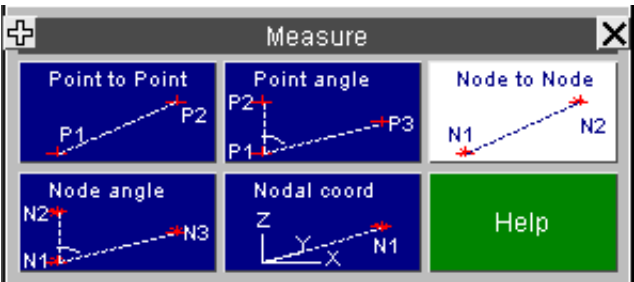 Measure
Point to Point
P1
P2
Point angle
P2
P3
P1
Node to Node
N1
N2
Node angle
N2
N3
N1
Nodal coord
Z
Y
X
N1
Help